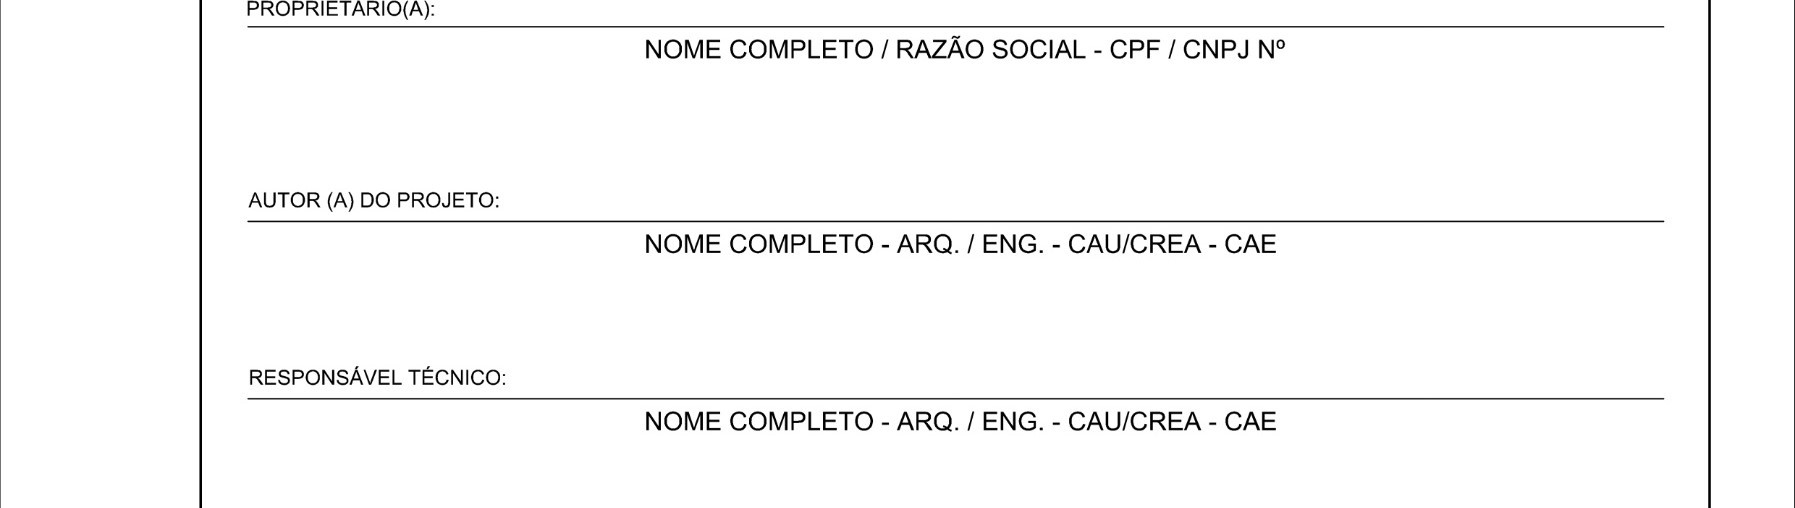 PROPRIETÁRIO(A):
NOME COMPLETO / RAZÃO SOCIAL - CPF / CNPJ Nº
AUTOR (A) DO PROJETO:
NOME COMPLETO - ARQ. / ENG. - CAU/CREA - CAE
RESPONSÁVEL TÉCNICO:
NOME COMPLETO - ARQ. / ENG. - CAU/CREA - CAE